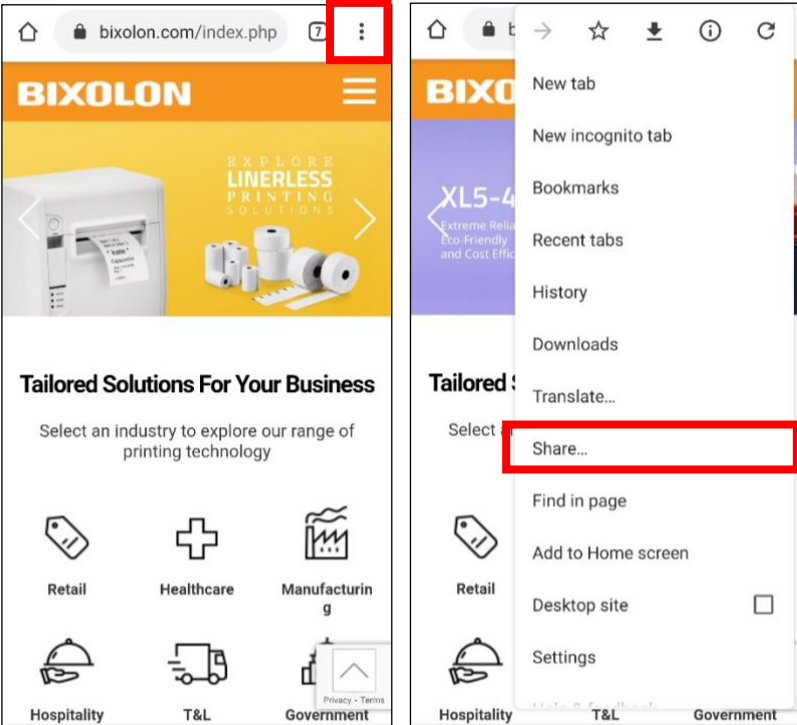 bixolon.com/index.php
7
BIXOLON
EXPLORE
LINERLESS
PRINTING
SOLUTIONS
Tailored Solutions For Your Business
Select an industry to explore our range of
printing technology
Retail
Healthcare
Manufacturin
g
Hospitality
T&L
Government
Privacy - Terms
b
BIXO
XL5-4
Extreme Relia
Eco-Friendly
and Cost Effic
Tailored S
Select a
Retail
Hospitality
T&L
Government
New tab
New incognito tab
Bookmarks
Recent tabs
History
Downloads
Translate...
Share...
Find in page
Add to Home screen
Desktop site
Settings